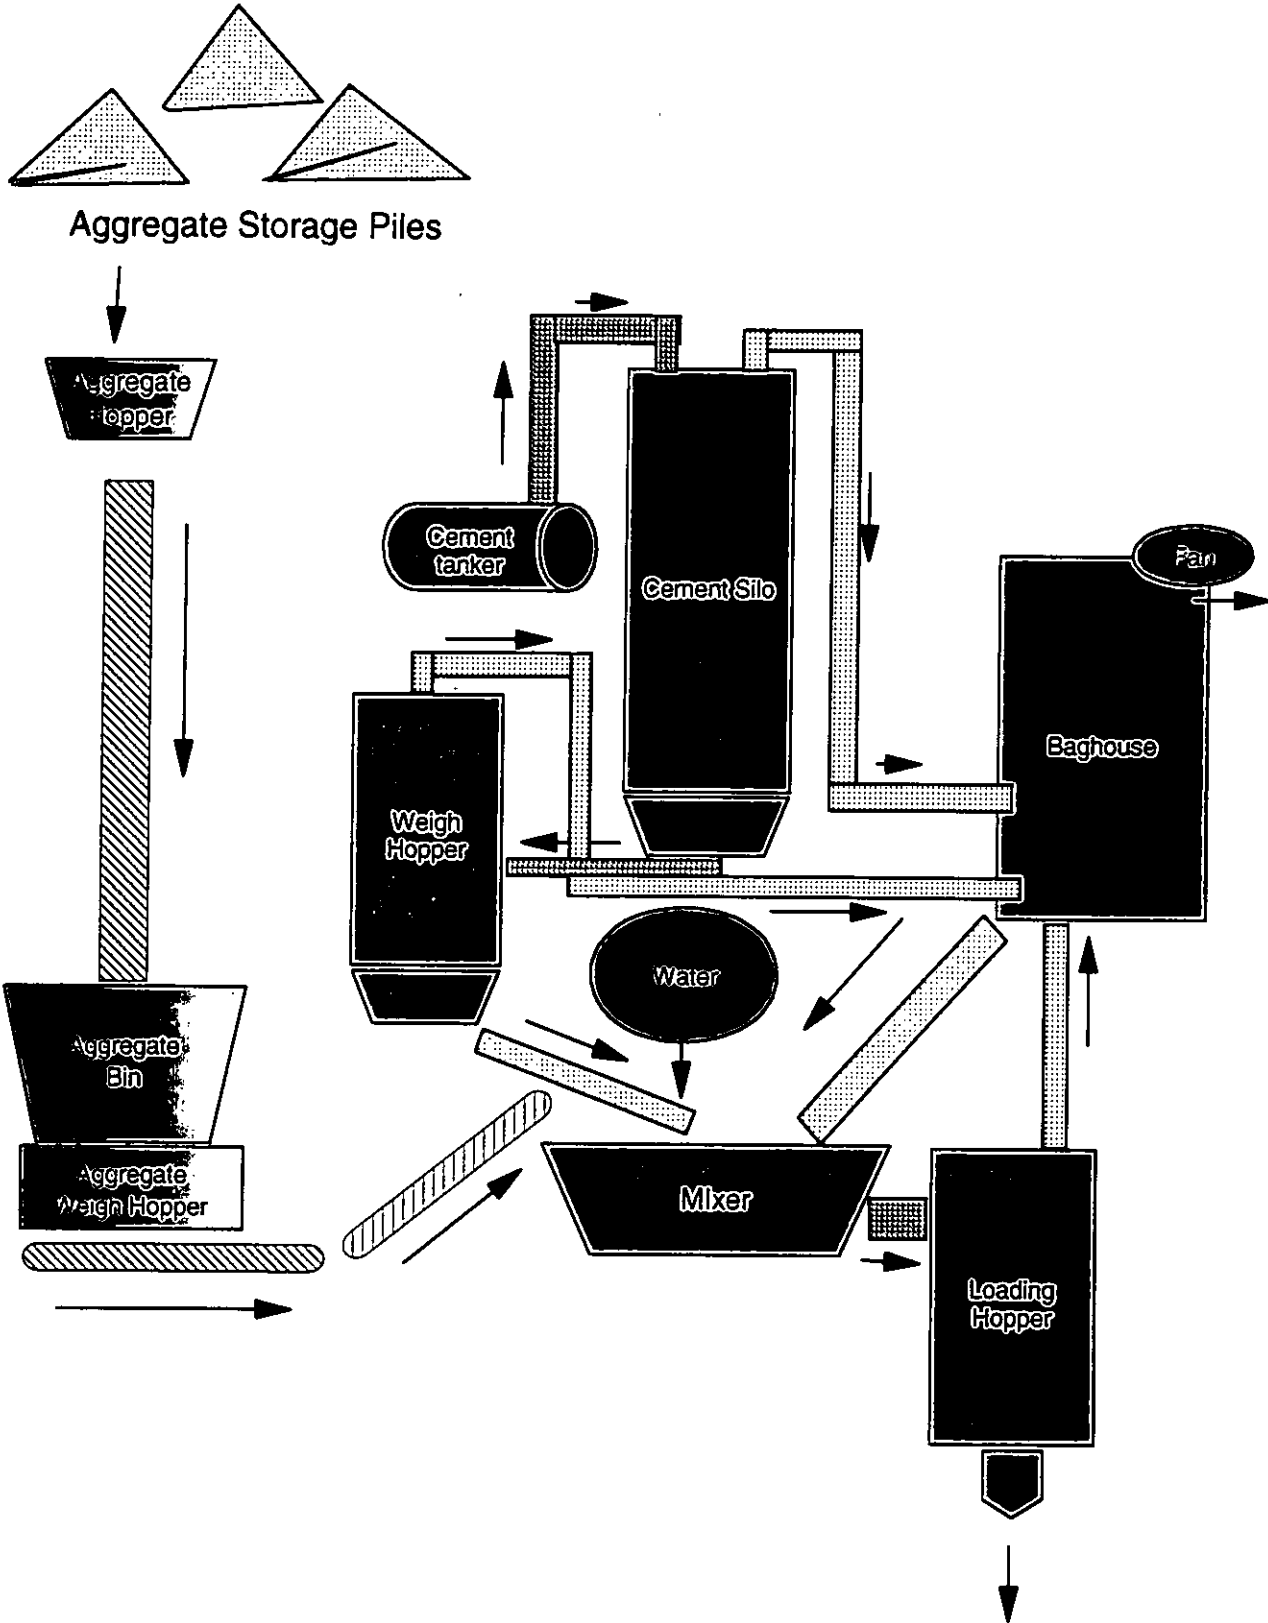 Aggregate Storage Piles
Aggregate
Hopper
Cement
tanker
Cement Silo
Fan
Baghouse
Weigh
Hopper
Water
Aggregate
Bin
Aggregate
Weigh Hopper
Mixer
Loading
Hopper